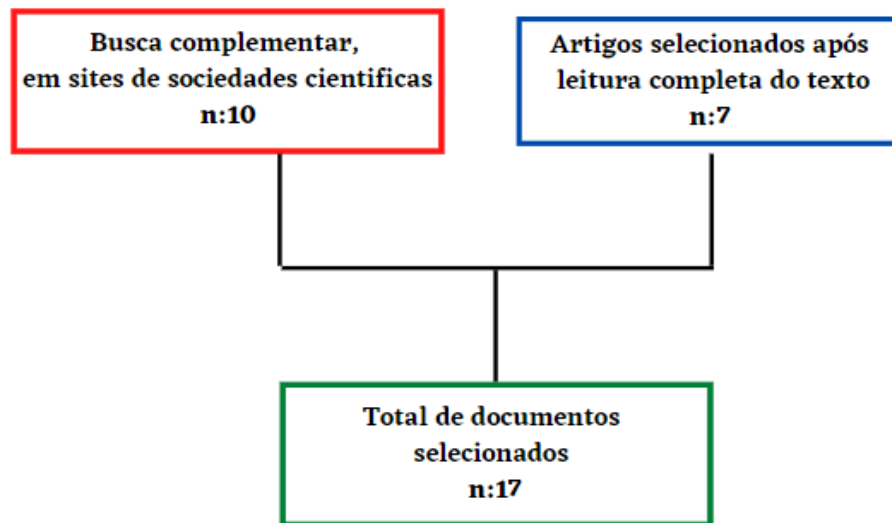 Busca complementar,
em sites de sociedades cientificas
n:10
Artigos selecionados após
leitura completa do texto
n:7
Total de documentos
selecionados
n:17